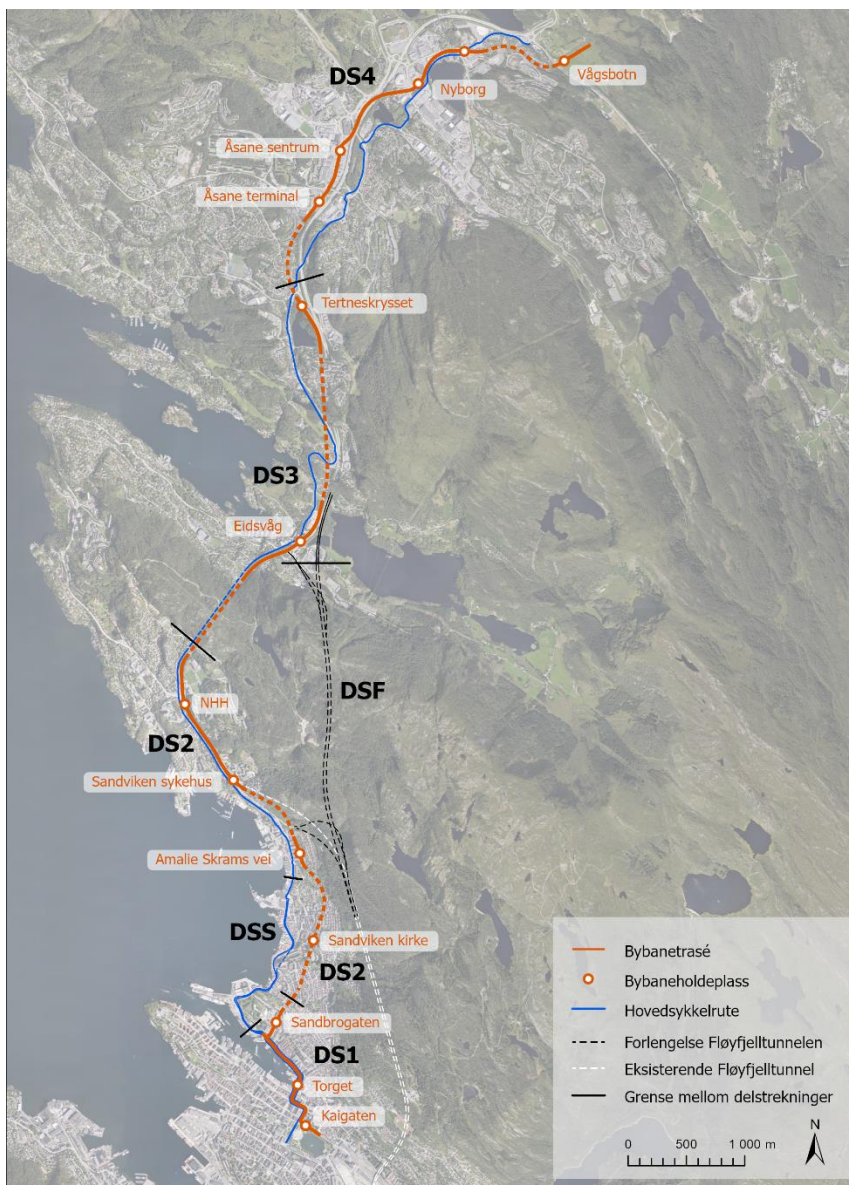 DS4
Vågsbotn
Nyborg
Åsane sentrum
Åsane terminal
Tertneskrysset
DS3
Eidsvåg
DSF
NHH
DS2
Sandviken sykehus
Amalie Skrams vei
DSS
Sandviken kirke
DS2
Sandbrogaten
DS1
Torget
Kaigaten
Bybanetrasé
Bybaneholdeplass
Hovedsykkelrute
Forlengelse Fløyfjelltunnelen
Eksisterende Fløyfjelltunnel
Grense mellom delstrekninger
N
0 500 1 000 m